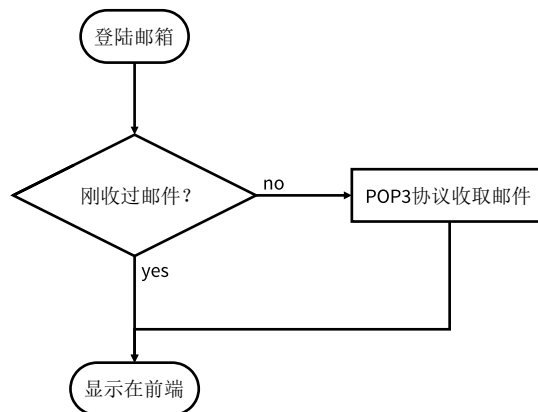 登陆邮箱
刚收过邮件？
no
POP3协议收取邮件
yes
显示在前端